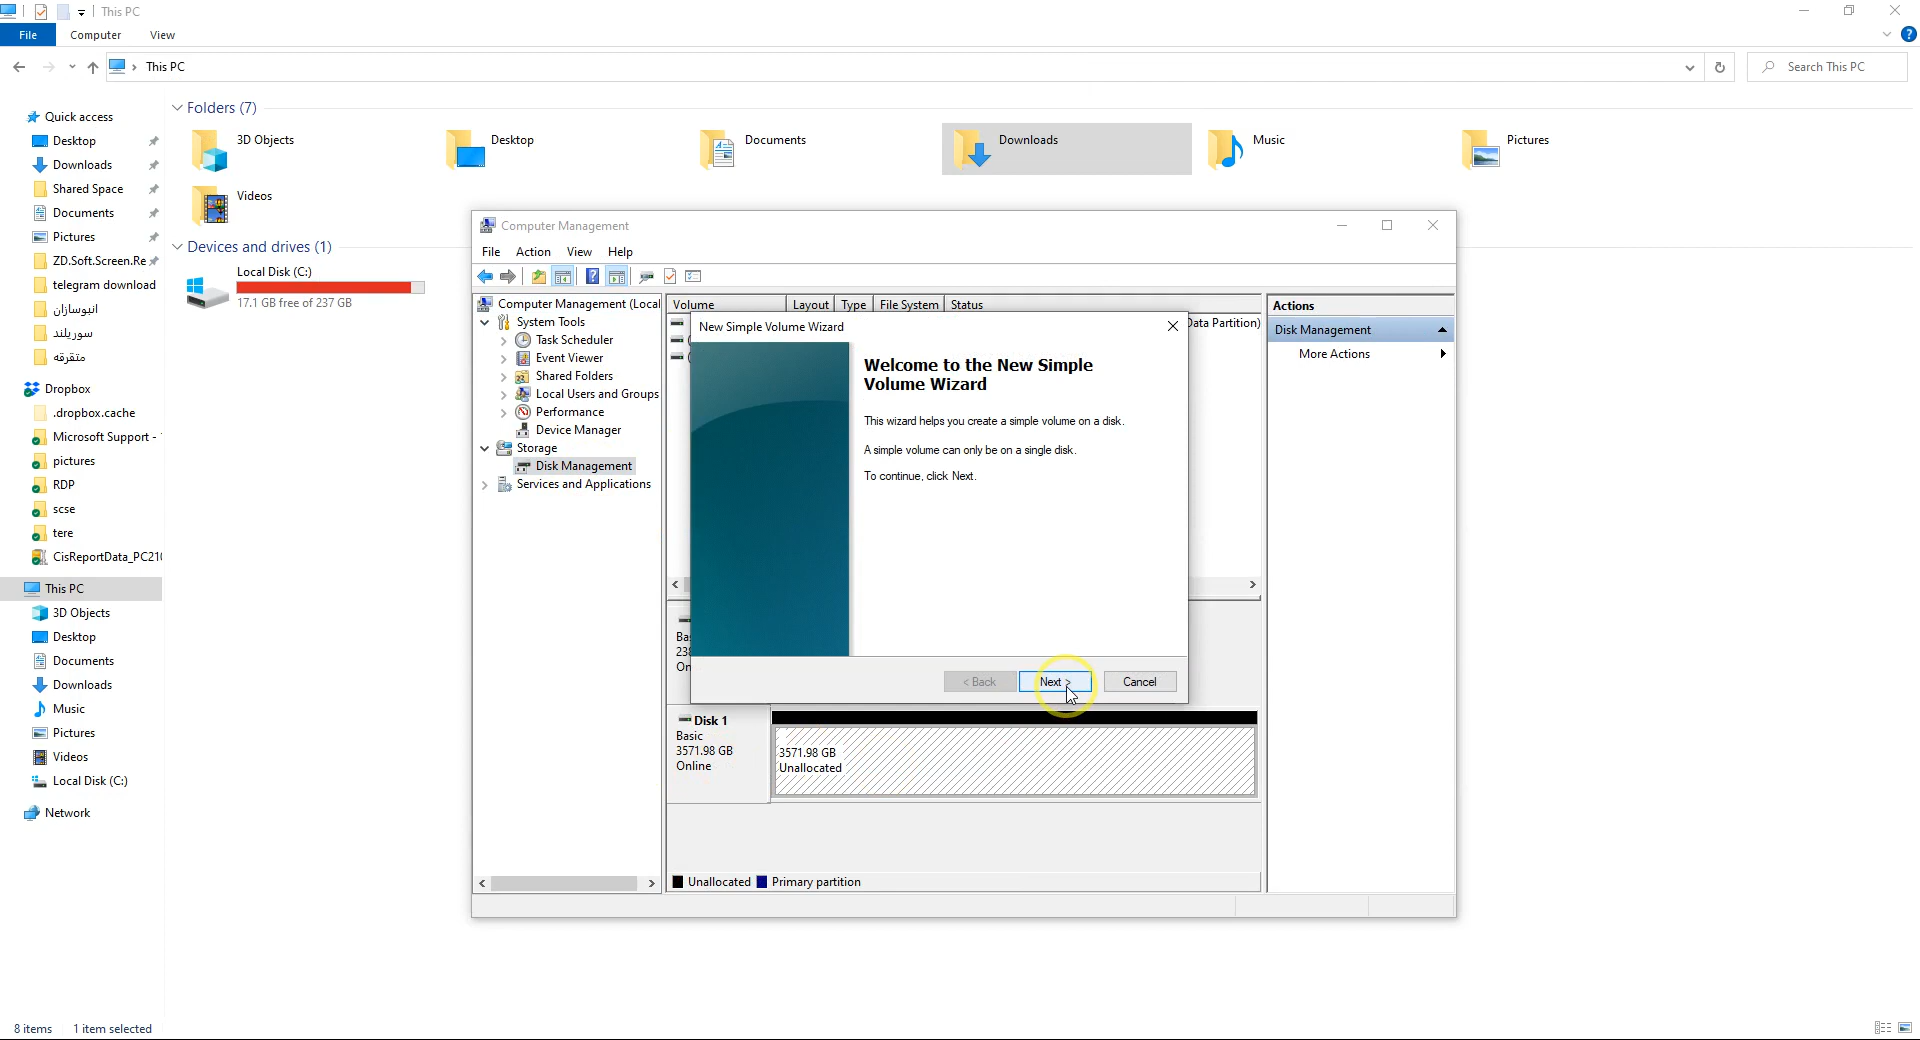 This PC
File
Computer
View
This PC
Search This PC
Quick access
Desktop
Downloads
Shared Space
Documents
Pictures
ZD.Soft.Screen.Re
telegram download
انبوسازان
سوریلند
متقرقه
Dropbox
.dropbox.cache
Microsoft Support -
pictures
RDP
scse
tere
CisReportData_PC21
This PC
3D Objects
Desktop
Documents
Downloads
Music
Pictures
Videos
Local Disk (C:)
Network
Folders (7)
3D Objects
Desktop
Documents
Downloads
Music
Pictures
Videos
Devices and drives (1)
Local Disk (C:)
17.1 GB free of 237 GB
Computer Management
File
Action
View
Help
Computer Management (Local
System Tools
Task Scheduler
Event Viewer
Shared Folders
Local Users and Groups
Performance
Device Manager
Storage
Disk Management
Services and Applications
Volume
Layout
Type
File System
Status
Data Partition)
New Simple Volume Wizard
Welcome to the New Simple
Volume Wizard
This wizard helps you create a simple volume on a disk.
A simple volume can only be on a single disk.
To continue, click Next.
< Back
Next >
Cancel
Disk 1
Basic
3571.98 GB
Online
3571.98 GB
Unallocated
Unallocated
Primary partition
Actions
Disk Management
More Actions
8 items
1 item selected